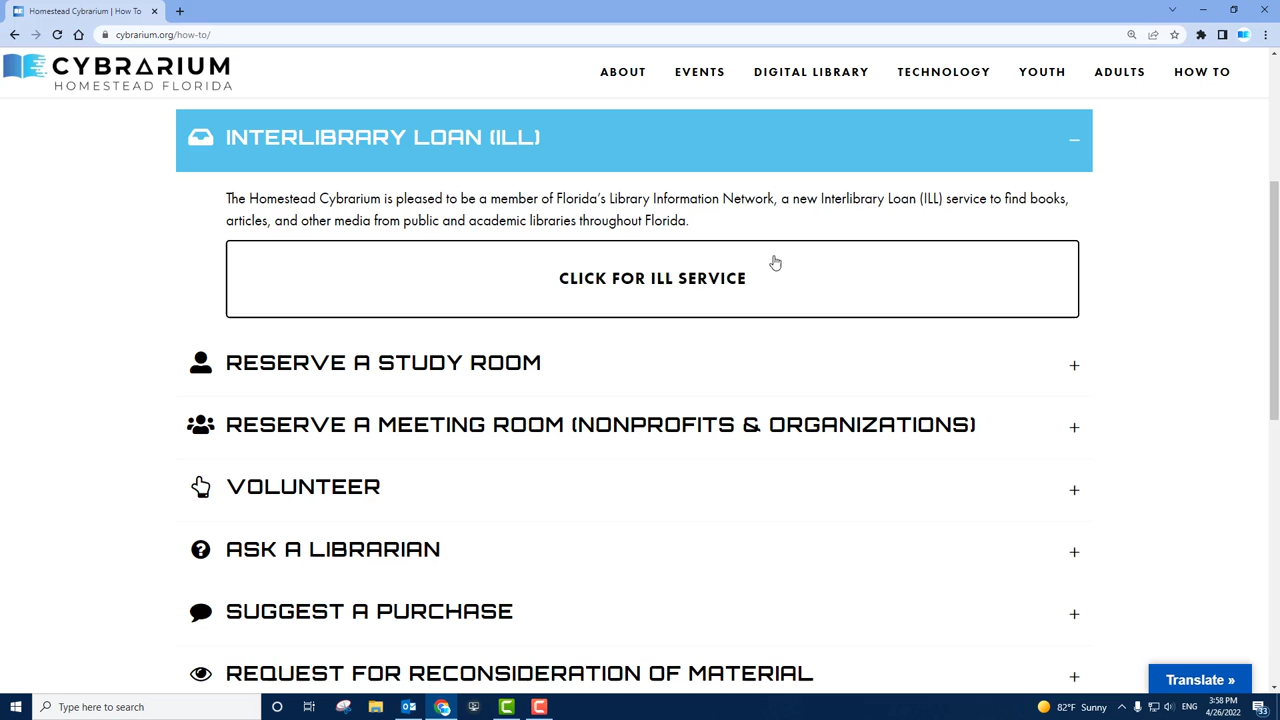 Homestead Cybrarium | How To
cybrarium.org/how-to/
CYBRARIUM
HOMESTEAD FLORIDA
ABOUT EVENTS DIGITAL LIBRARY TECHNOLOGY YOUTH ADULTS HOW TO
INTERLIBRARY LOAN (ILL)
The Homestead Cybrarium is pleased to be a member of Florida's Library Information Network, a new Interlibrary Loan (ILL) service to find books,
articles, and other media from public and academic libraries throughout Florida.
CLICK FOR ILL SERVICE
RESERVE A STUDY ROOM
RESERVE A MEETING ROOM (NONPROFITS & ORGANIZATIONS)
VOLUNTEER
ASK A LIBRARIAN
SUGGEST A PURCHASE
REQUEST FOR RECONSIDERATION OF MATERIAL
Translate »
Type here to search
82°F Sunny
ENG
3:58 PM
4/26/2022
33